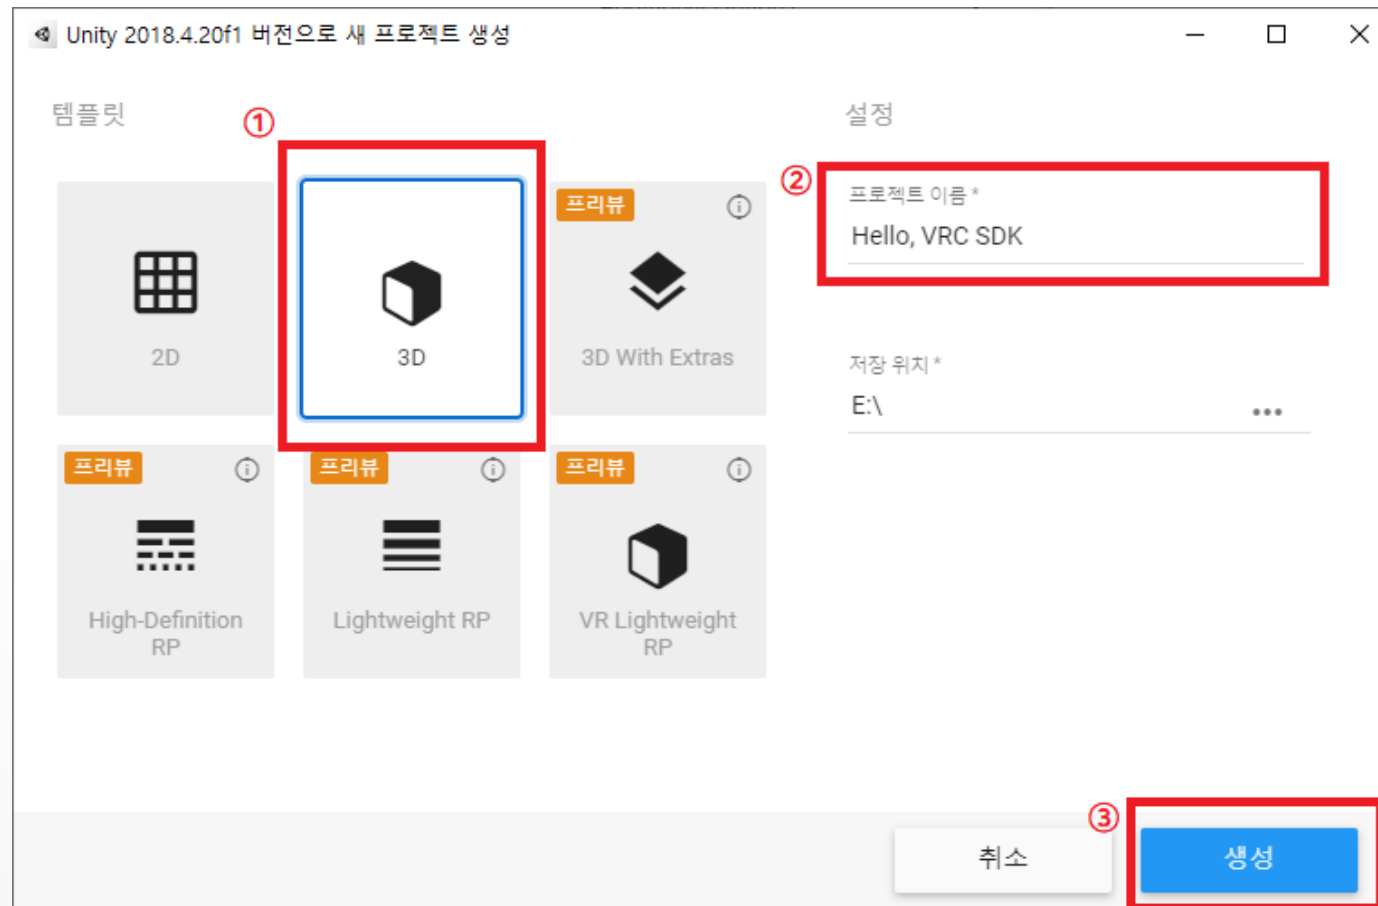 Unity 2018.4.20f1 버전으로 새 프로젝트 생성
템플릿
설정
①
②
③
2D
3D
프리뷰
3D With Extras
프리뷰
High-Definition
RP
프리뷰
Lightweight RP
프리뷰
VR Lightweight
RP
프로젝트 이름 *
Hello, VRC SDK
저장 위치 *
E:\
취소
생성